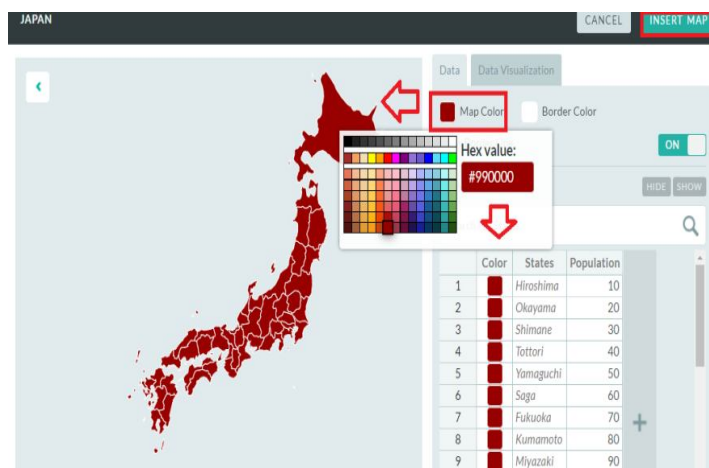 JAPAN CANCEL INSERT MAP
Data Data Visualization
Map Color Border Color
Hex value:
ON
#990000
HIDE SHOW
Color States Population
1 Hiroshima 10
2 Okayama 20
3 Shimane 30
4 Tottori 40
5 Yamaguchi 50
6 Saga 60
7 Fukuoka 70
8 Kumamoto 80
9 Miyazaki 90